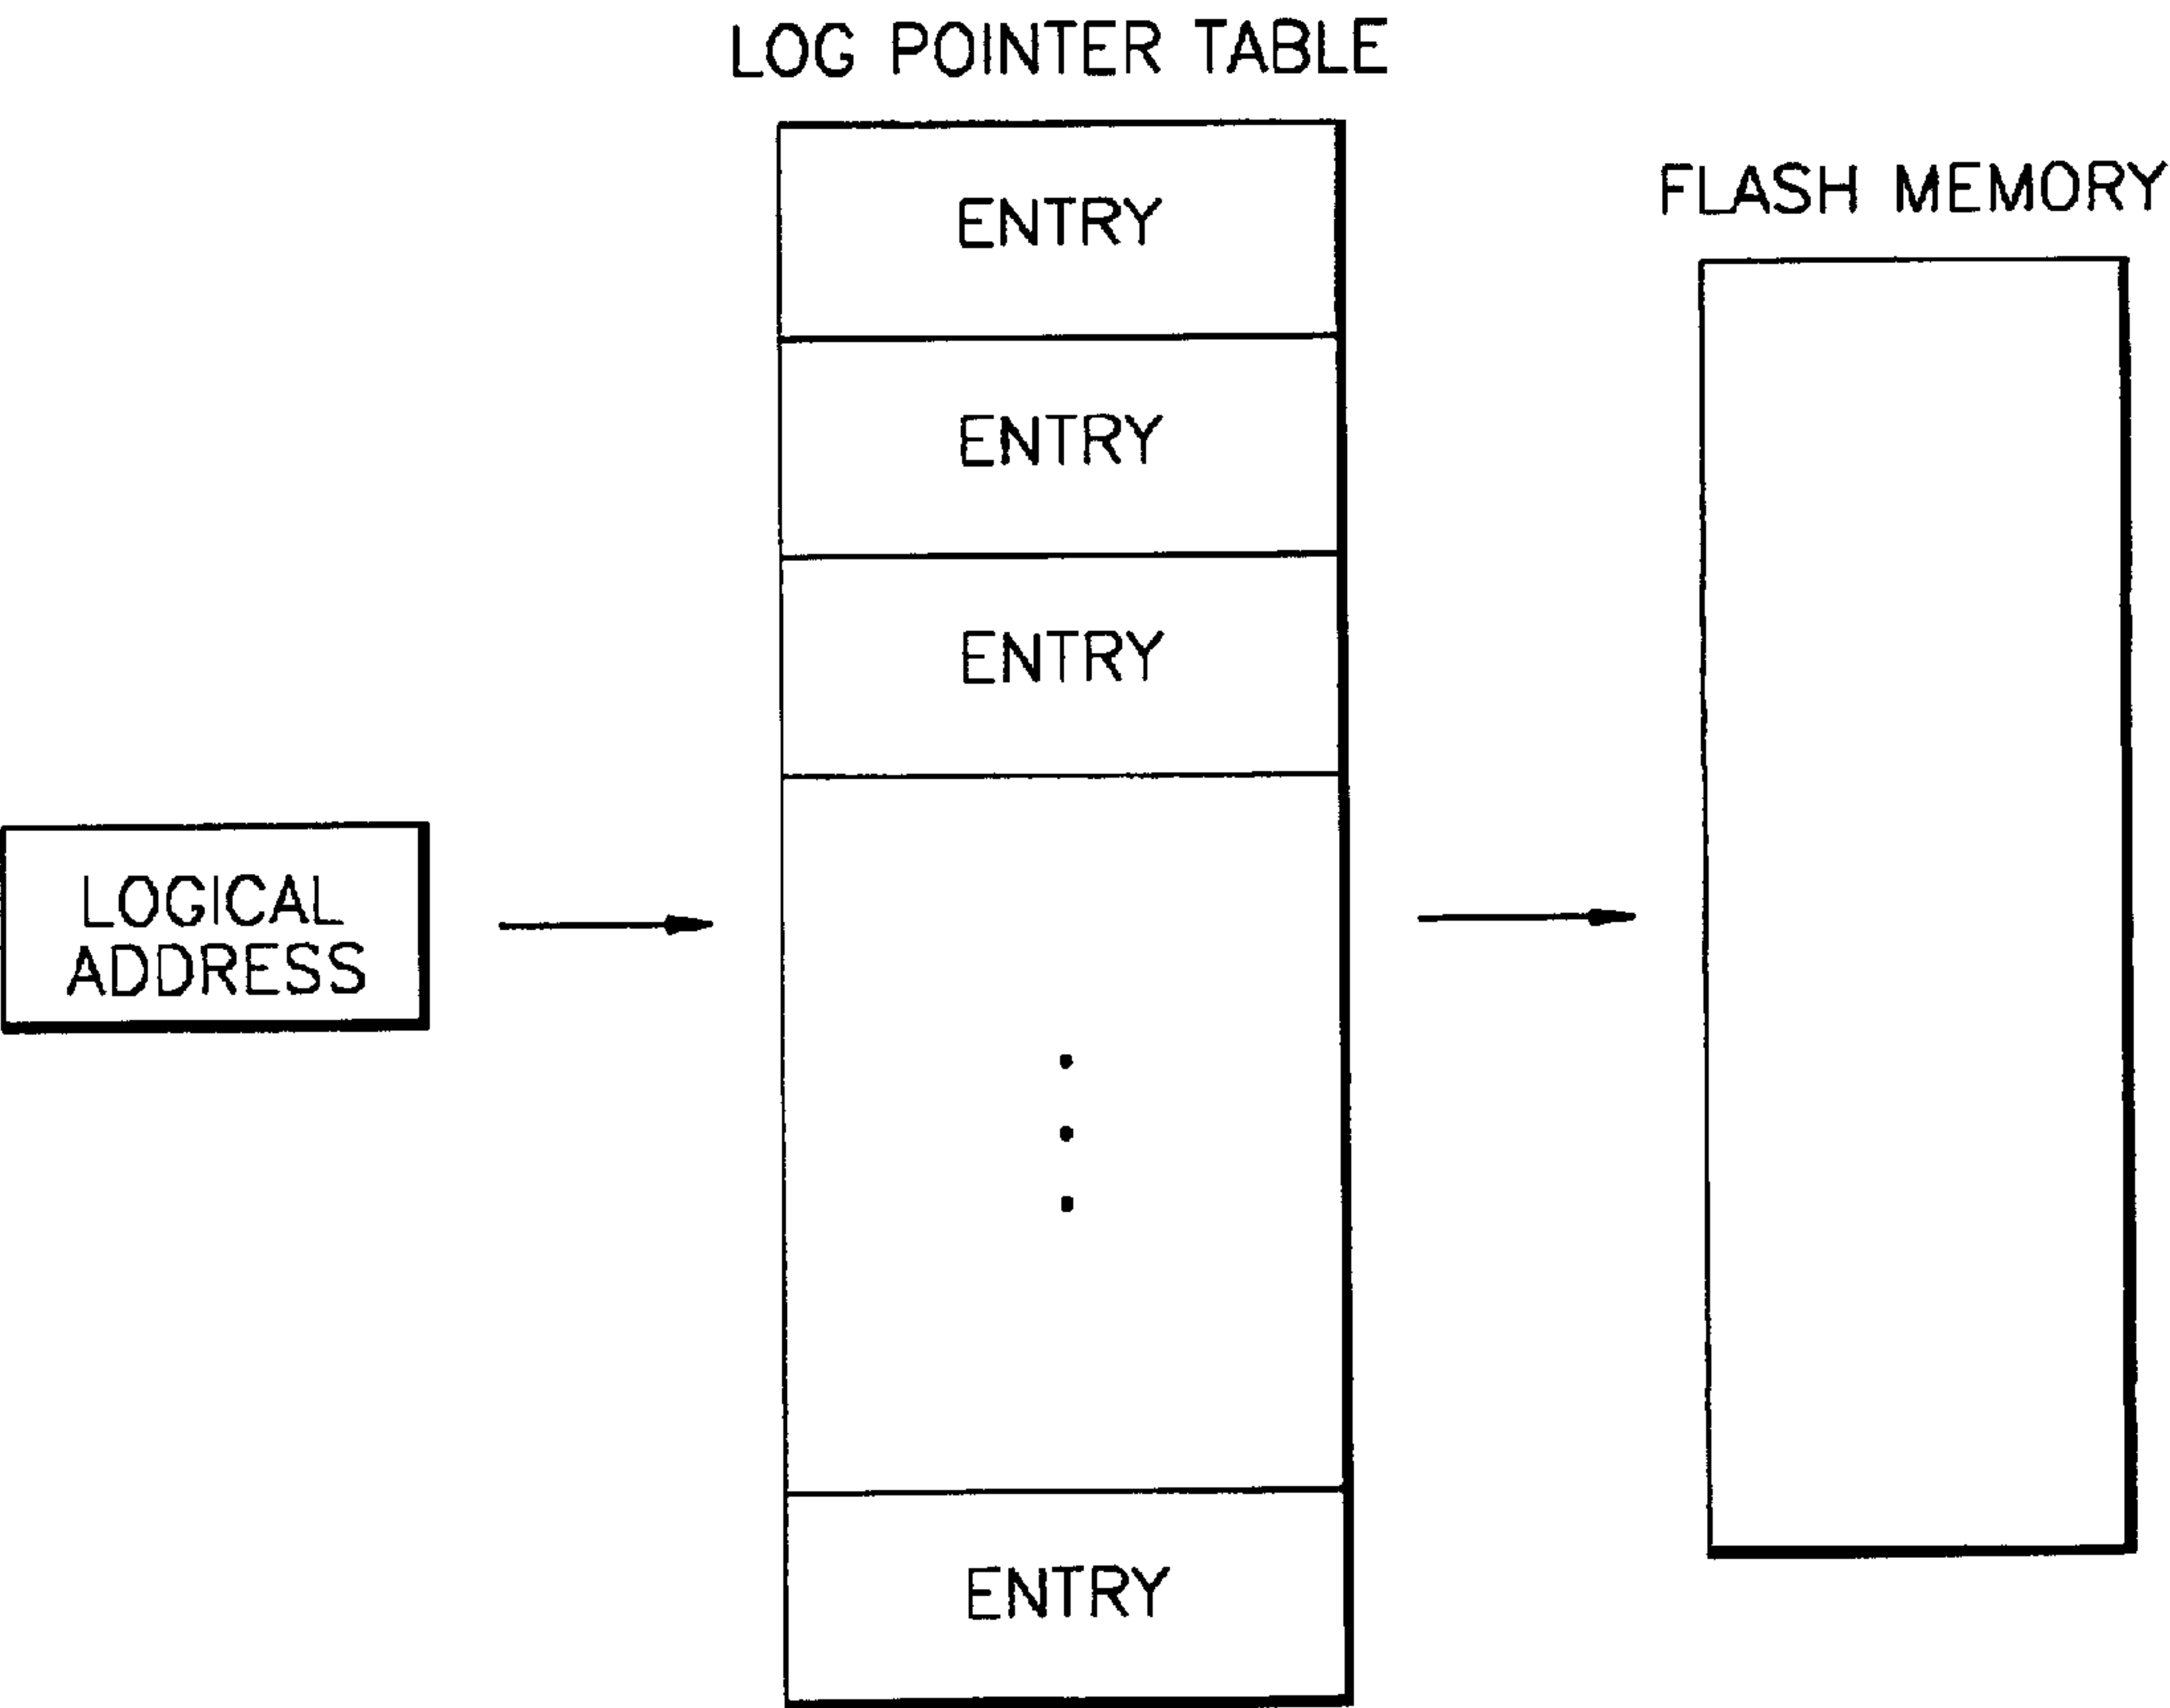 LOG POINTER TABLE
FLASH MEMORY
ENTRY
ENTRY
ENTRY
LOGICAL
ADDRESS
ENTRY